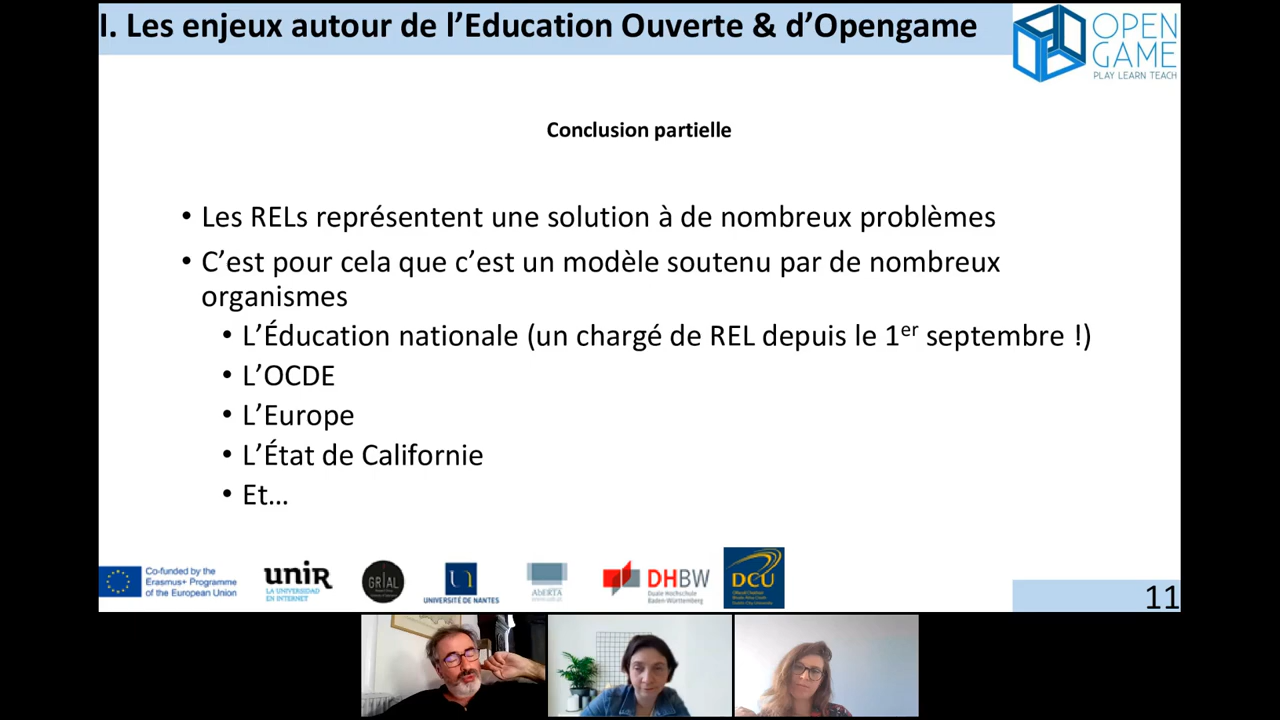 I. Les enjeux autour de l’Education Ouverte & d’Opengame
OPEN
GAME
PLAY LEARN TEACH
Conclusion partielle
• Les RELs représentent une solution à de nombreux problèmes
• C’est pour cela que c’est un modèle soutenu par de nombreux
organismes
• L’Éducation nationale (un chargé de REL depuis le 1er septembre !)
• L’OCDE
• L’Europe
• L’État de Californie
• Et…
Co-funded by the
Erasmus+ Programme
of the European Union
unir
LA UNIVERSIDAD
EN INTERNET
GRIAL
UNIVERSITÉ DE NANTES
AbERTA
DHBW
Duale Hochschule
Baden-Württemberg
DCU
11